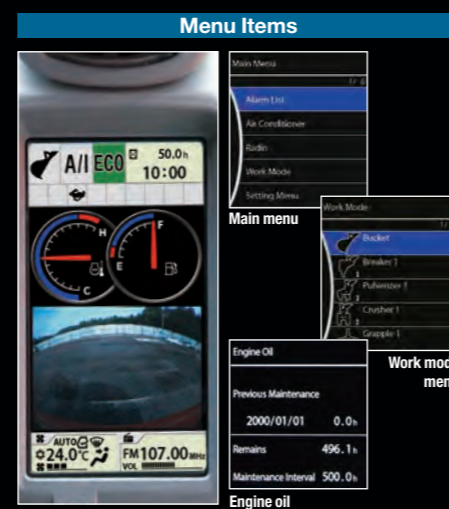 Menu Items
A/I ECO 50.0h
10:00
H
C
F
E
AUTO
24.0°C
FM107.00MHz
VOL
Main Menu
Alarm List
Air Conditioner
Radio
Work Mode
Setting Menu
Main menu
Work Mode
1/
Bucket
Breaker 1
Pulverizer 1
Crusher 1
Grapple 1
Work mod
men
Engine Oil
Previous Maintenance
2000/01/01 0.0h
Remains 496.1h
Maintenance Interval 500.0h
Engine oil